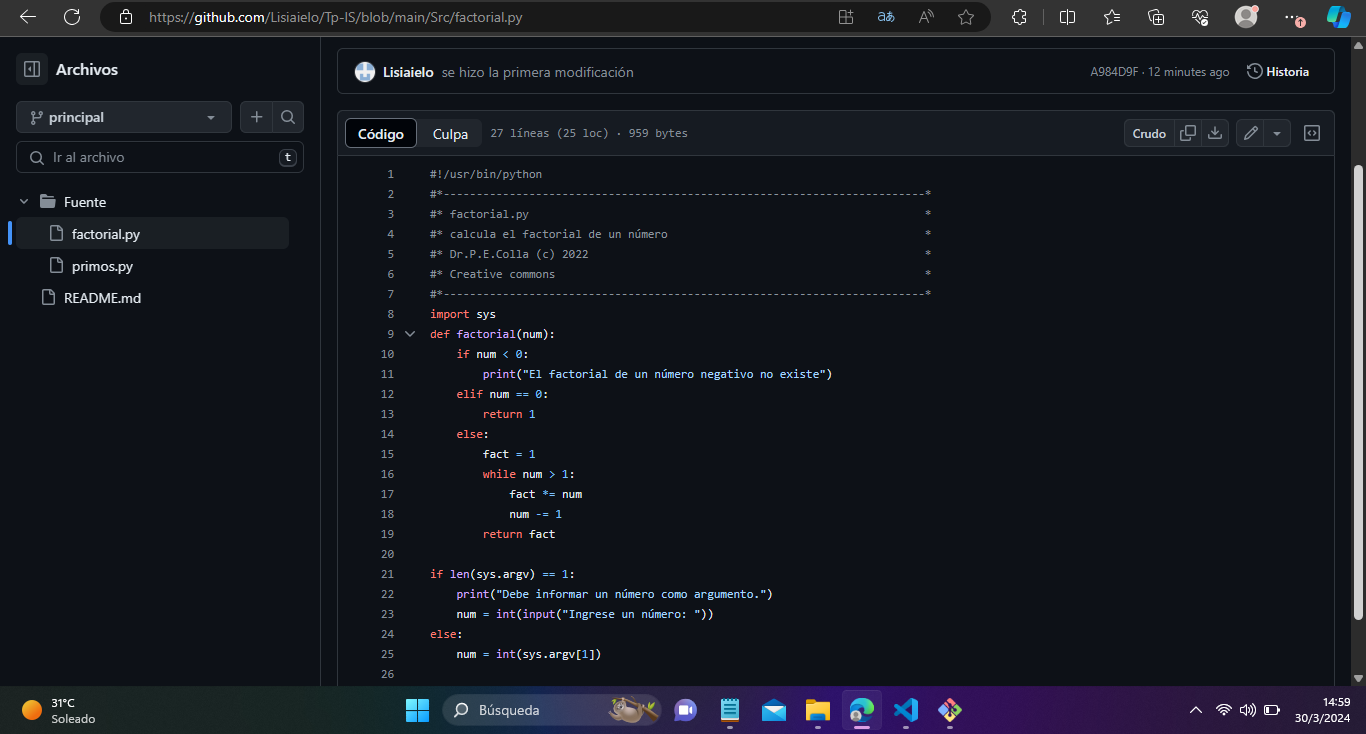 https://github.com/Lisiaielo/Tp-IS/blob/main/Src/factorial.py
Archivos
principal
Ir al archivo
t
Fuente
factorial.py
primos.py
README.md
Lisiaielo se hizo la primera modificación
A984D9F · 12 minutes ago
Historia
Código
Culpa
27 líneas (25 loc) · 959 bytes
Crudo
1 #!/usr/bin/python
2 #*-------------------------------------------------------------------------*
3 #* factorial.py *
4 #* calcula el factorial de un número *
5 #* Dr.P.E.Colla (c) 2022 *
6 #* Creative commons *
7 #*-------------------------------------------------------------------------*
8 import sys
9 def factorial(num):
10 if num < 0:
11 print("El factorial de un número negativo no existe")
12 elif num == 0:
13 return 1
14 else:
15 fact = 1
16 while num > 1:
17 fact *= num
18 num -= 1
19 return fact
20
21 if len(sys.argv) == 1:
22 print("Debe informar un número como argumento.")
23 num = int(input("Ingrese un número: "))
24 else:
25 num = int(sys.argv[1])
26
31°C
Soleado
Búsqueda
14:59
30/3/2024